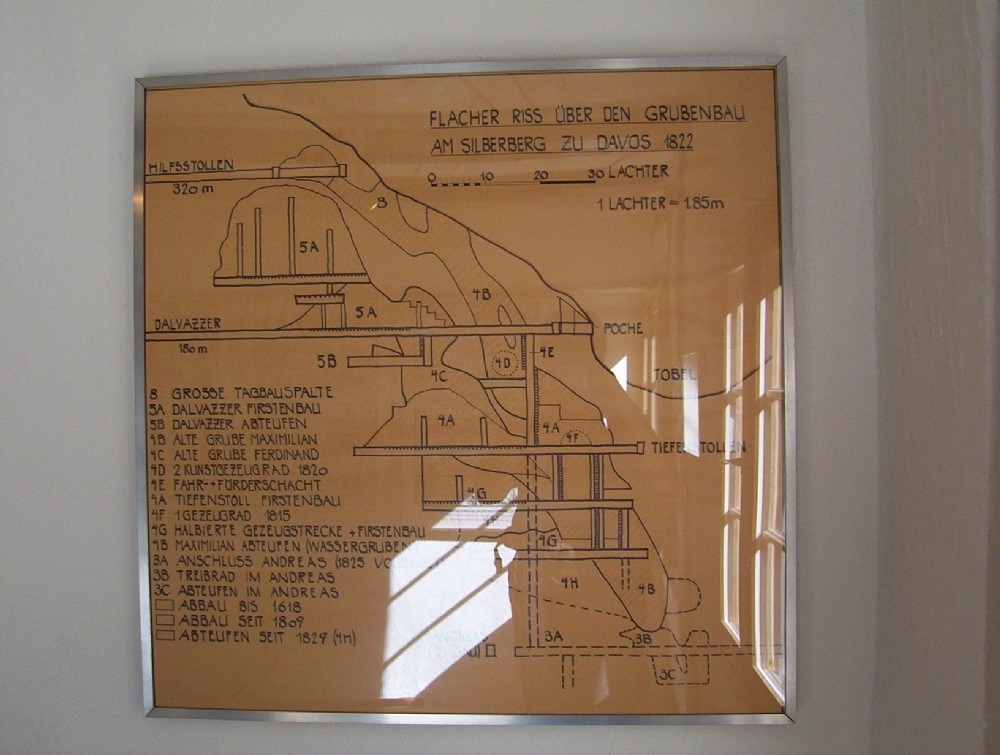 FLACHER RISS ÜBER DEN GRUBENBAU
AM SILBERBERG ZU DAVOS 1822
0 10 20 30 LACHTER
1 LACHTER = 1.85m
HILFSSTOLLEN
320 m
8
5A
4B
5A
DALVAZZER
180 m
POCHE
5B
4E
4D
4C
TOBEL
4A
4A
4F
TIEFENSTOLLEN
4G
4G
4H
4B
3A
3B
3C
8 GROSSE TAGBAUSPALTE
5A DALVAZZER FIRSTENBAU
5B DALVAZZER ABTEUFEN
4B ALTE GRUBE MAXIMILIAN
4C ALTE GRUBE FERDINAND
4D 2 KUNSTGEZEUGRAD 1820
4E FAHR-+FÖRDERSCHACHT
4A TIEFENSTOLL FIRSTENBAU
4F 1 GEZEUGRAD 1815
4G HALBIERTE GEZEUGSTRECKE + FIRSTENBAU
4B MAXIMILIAN ABTEUFEN (WASSERGRUBEN)
3A ANSCHLUSS ANDREAS (1825
3B TREIBRAD IM ANDREAS
3C ABTEUFEN IM ANDREAS
ABBAU BIS 1618
ABBAU SEIT 1809
ABTEUFEN SEIT 1829 (4H)